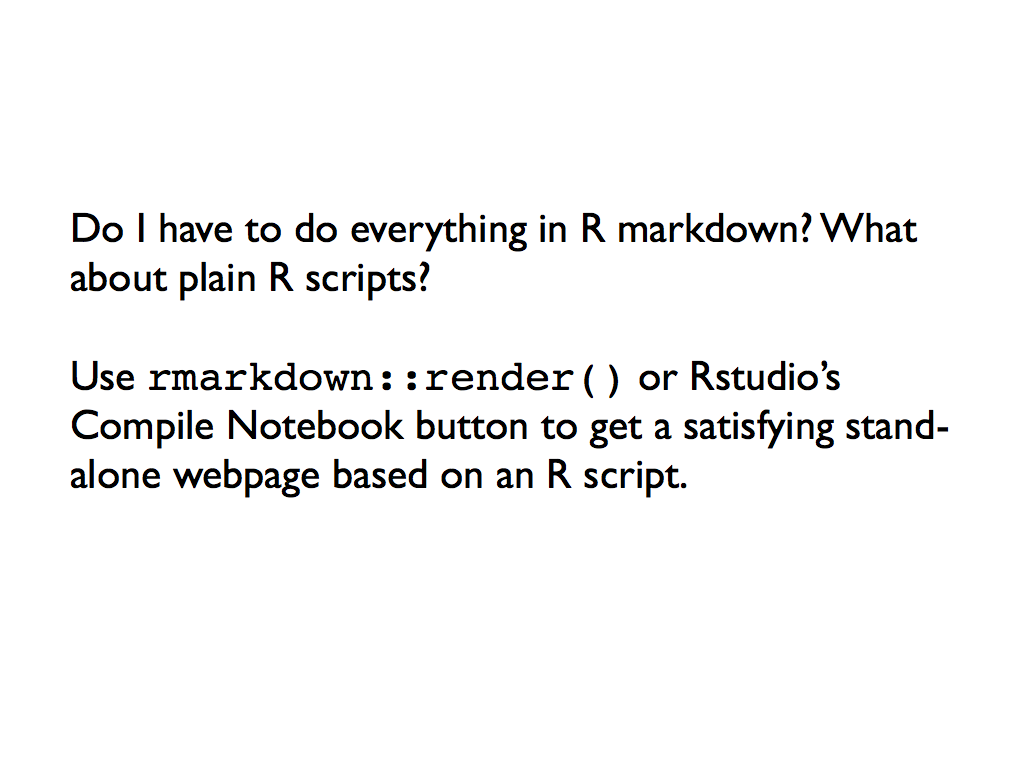 Do I have to do everything in R markdown? What
about plain R scripts?
Use rmarkdown::render() or Rstudio’s
Compile Notebook button to get a satisfying stand-
alone webpage based on an R script.